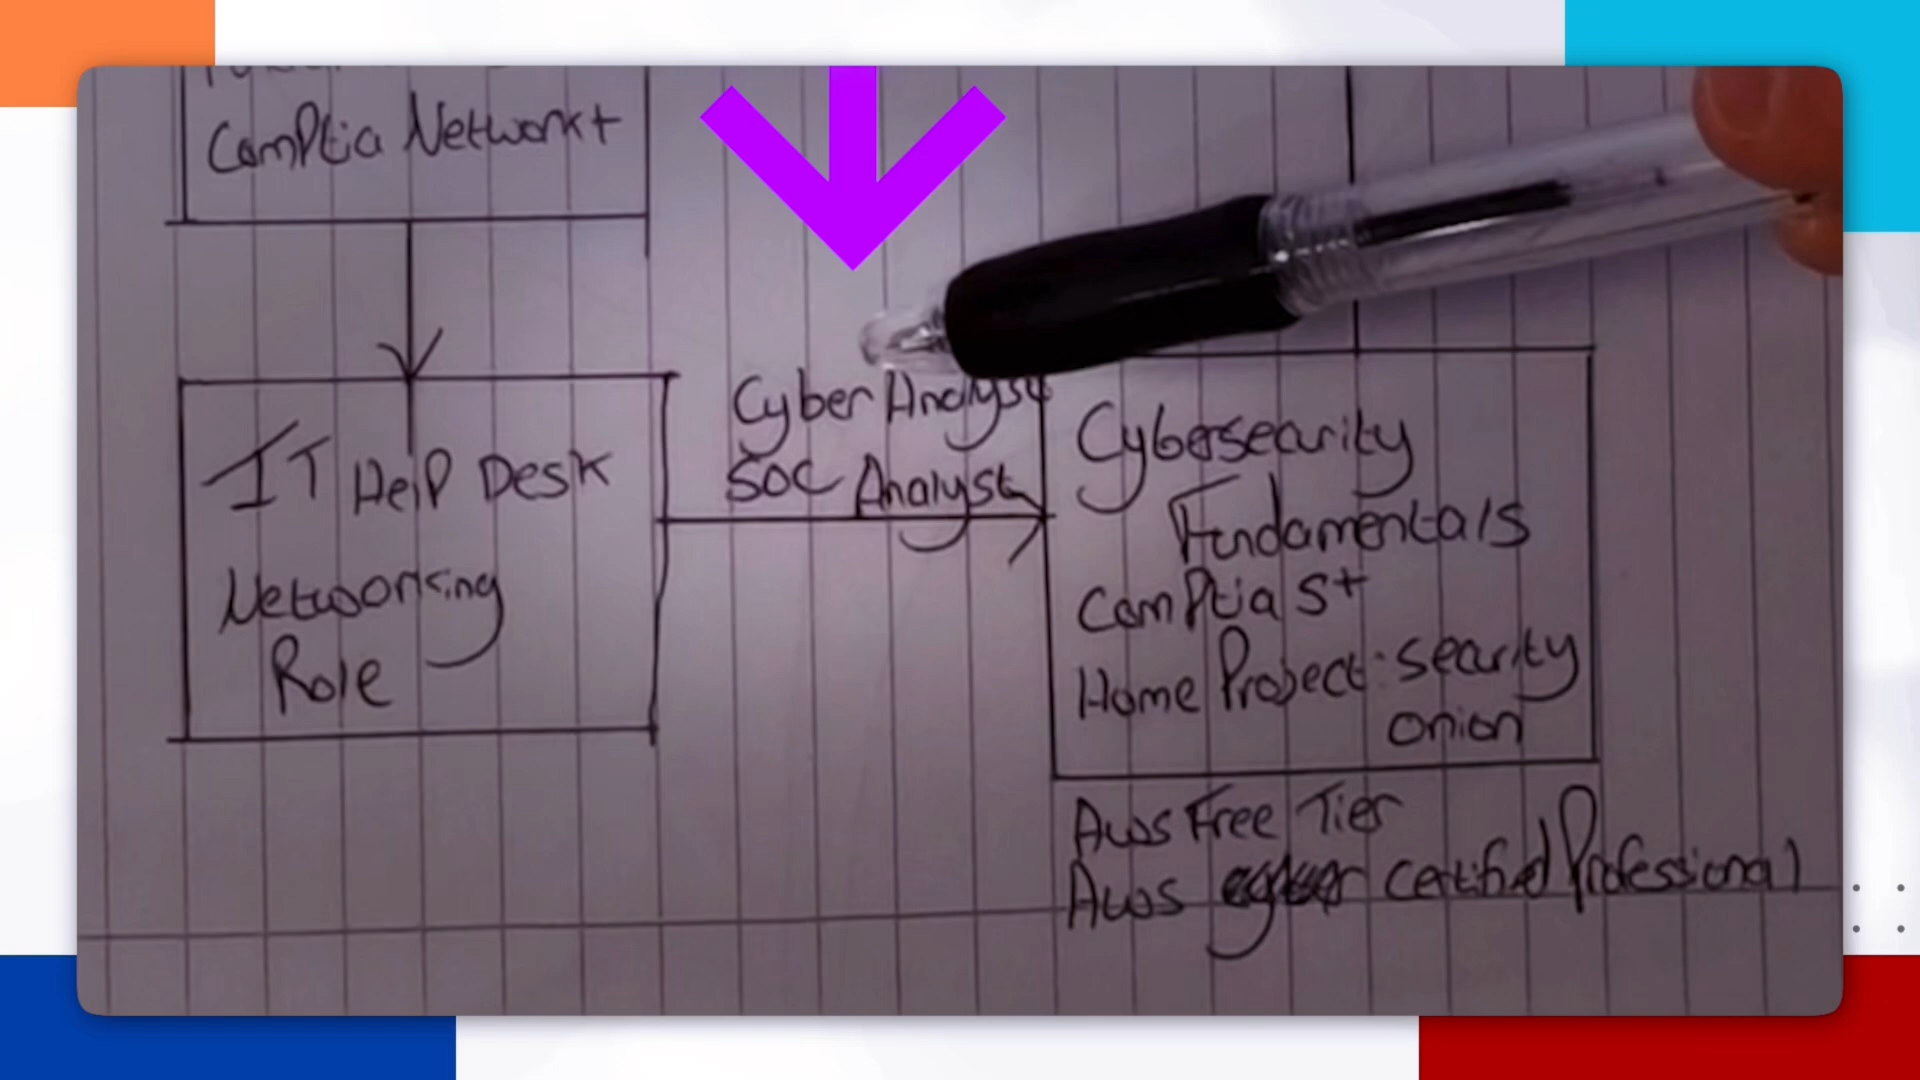 ComPtia Network+
IT HelP Desk
Networking
Role
Cyber Analyst
SOC Analyst
Cybersecurity
Fundamentals
ComPtia S+
Home Project: Security
onion
Aws Free Tier
Aws certified Professional